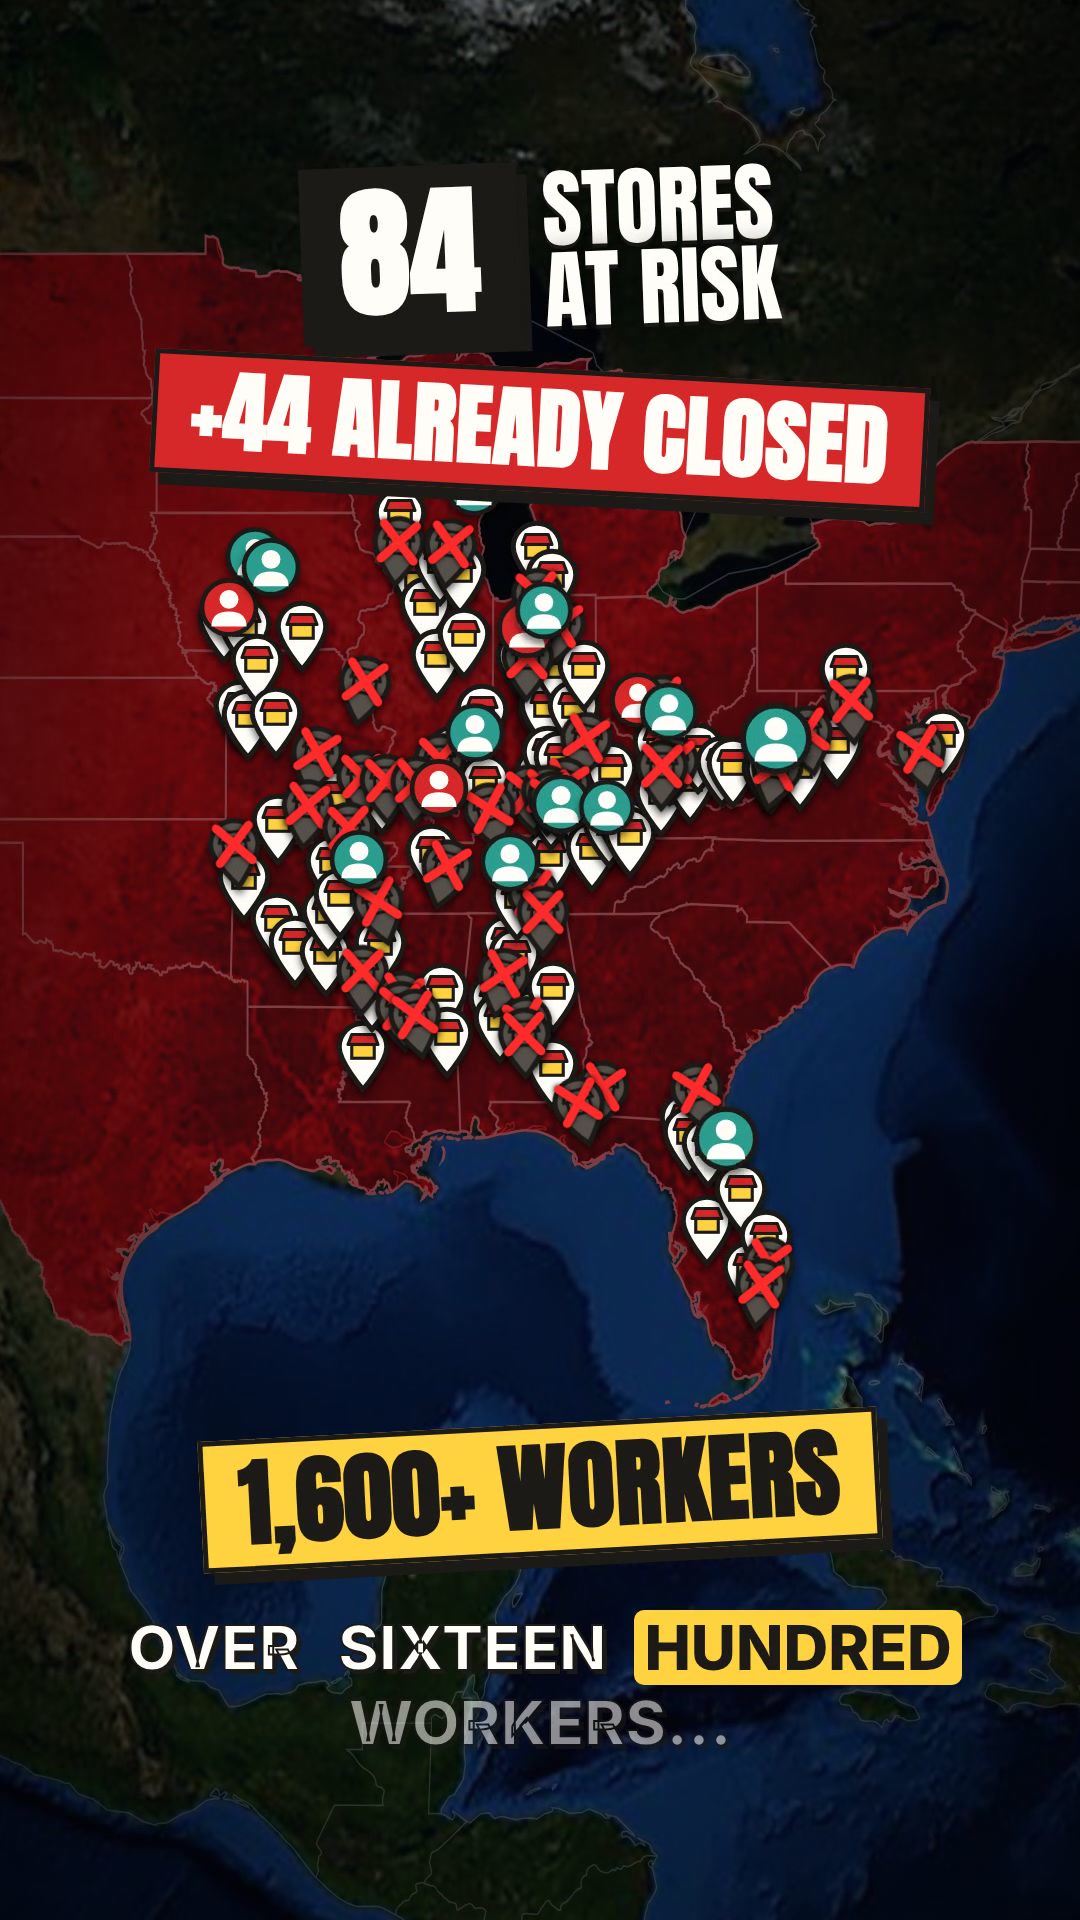 84
STORES
AT RISK
+44 ALREADY CLOSED
1,600+ WORKERS
OVER SIXTEEN HUNDRED
WORKERS...